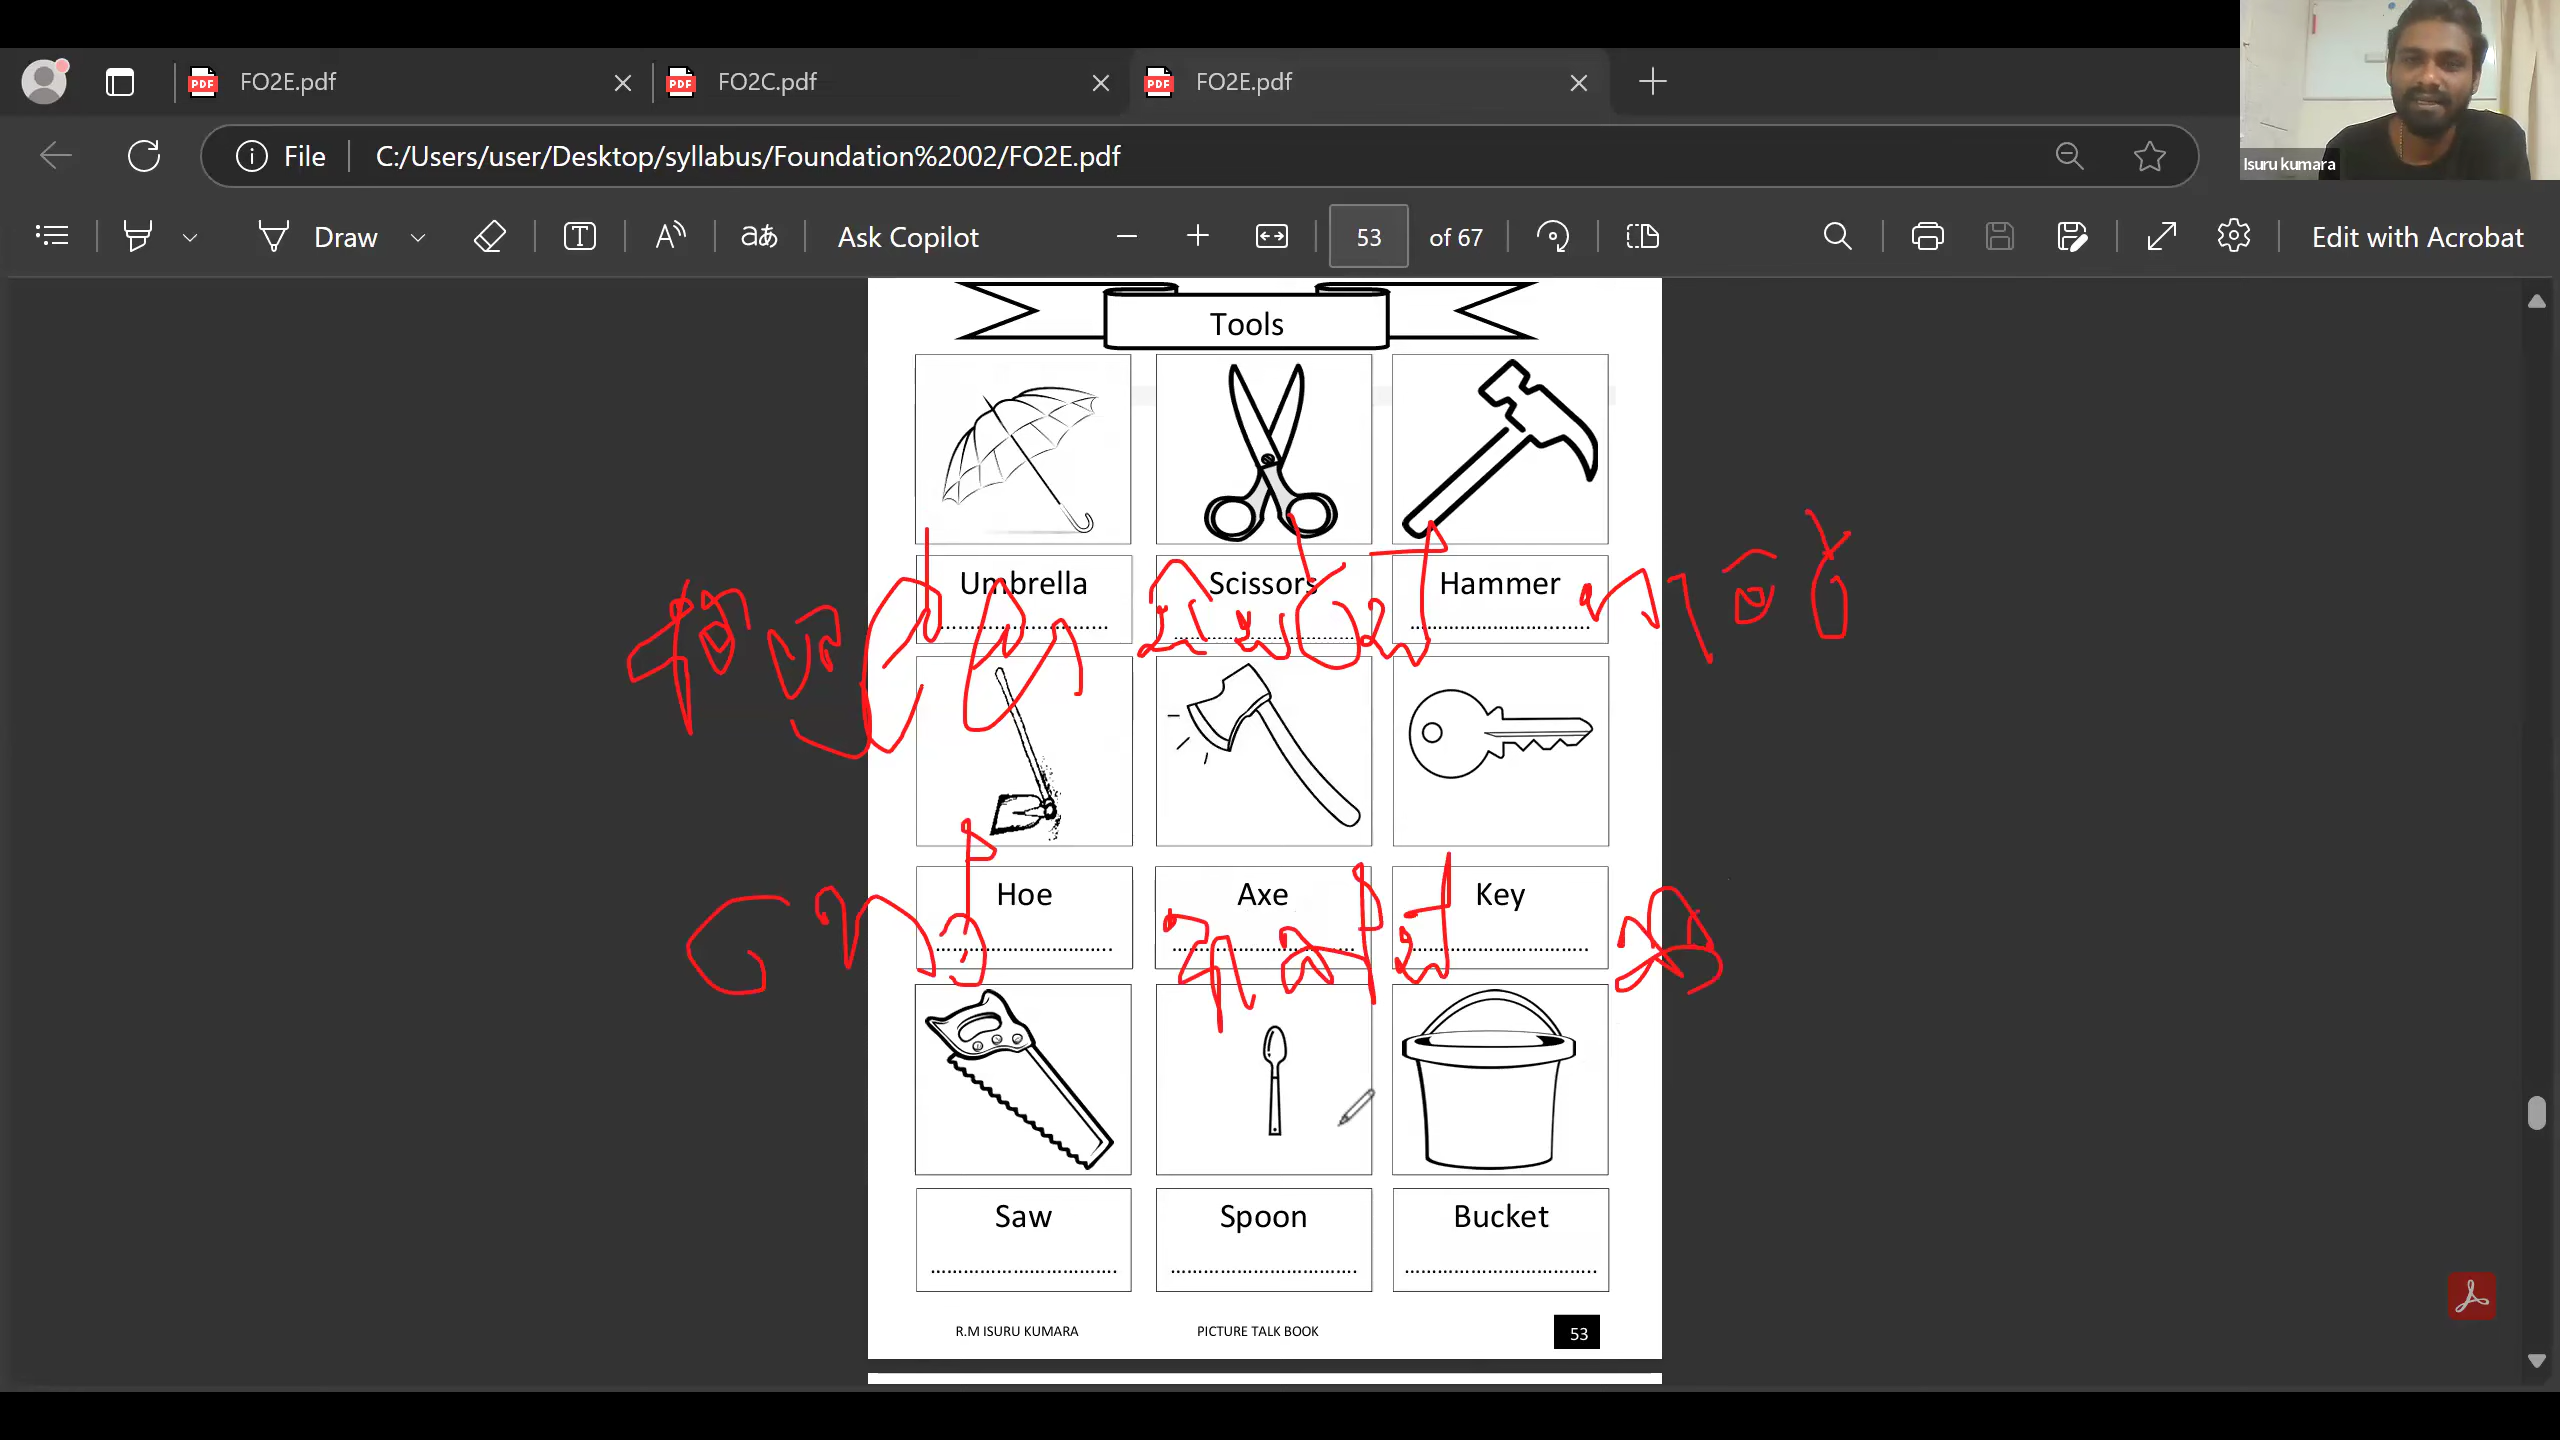 FO2E.pdf
FO2C.pdf
FO2E.pdf
File
C:/Users/user/Desktop/syllabus/Foundation%2002/FO2E.pdf
Isuru kumara
Draw
aあ
Ask Copilot
53 of 67
Edit with Acrobat
Tools
Umbrella
Scissors
Hammer
Hoe
Axe
Key
Saw
Spoon
Bucket
R.M ISURU KUMARA
PICTURE TALK BOOK
53